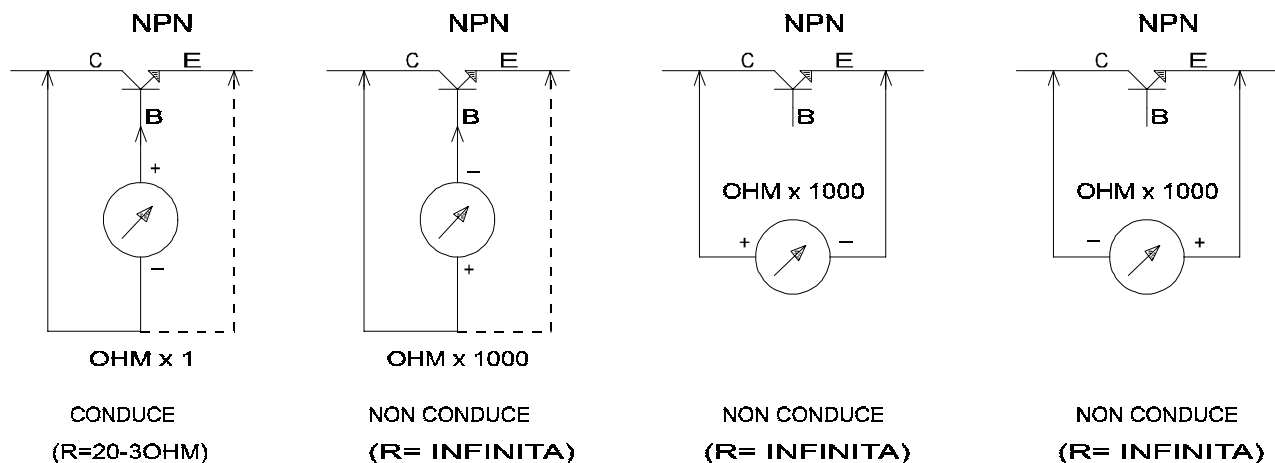 NPN NPN NPN NPN
C E C E C E C E
B B B B
+ −
OHM x 1000 OHM x 1000
+ − − +
− +
OHM x 1 OHM x 1000
CONDUCE NON CONDUCE NON CONDUCE NON CONDUCE
(R=20-3OHM) (R= INFINITA) (R= INFINITA) (R= INFINITA)